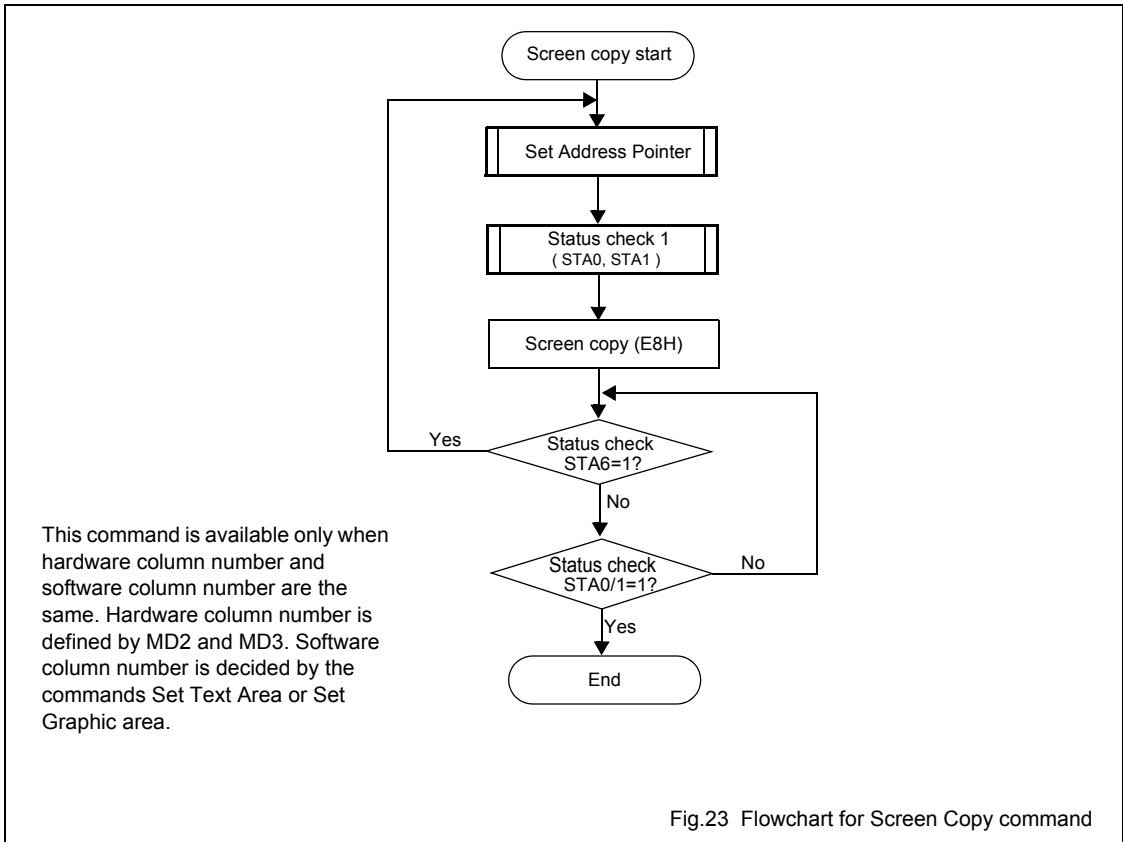 Screen copy start
Set Address Pointer
Status check 1
( STA0, STA1 )
Screen copy (E8H)
Yes
Status check
STA6=1?
No
Status check
STA0/1=1?
No
Yes
End
This command is available only when
hardware column number and
software column number are the
same. Hardware column number is
defined by MD2 and MD3. Software
column number is decided by the
commands Set Text Area or Set
Graphic area.
Fig.23 Flowchart for Screen Copy command